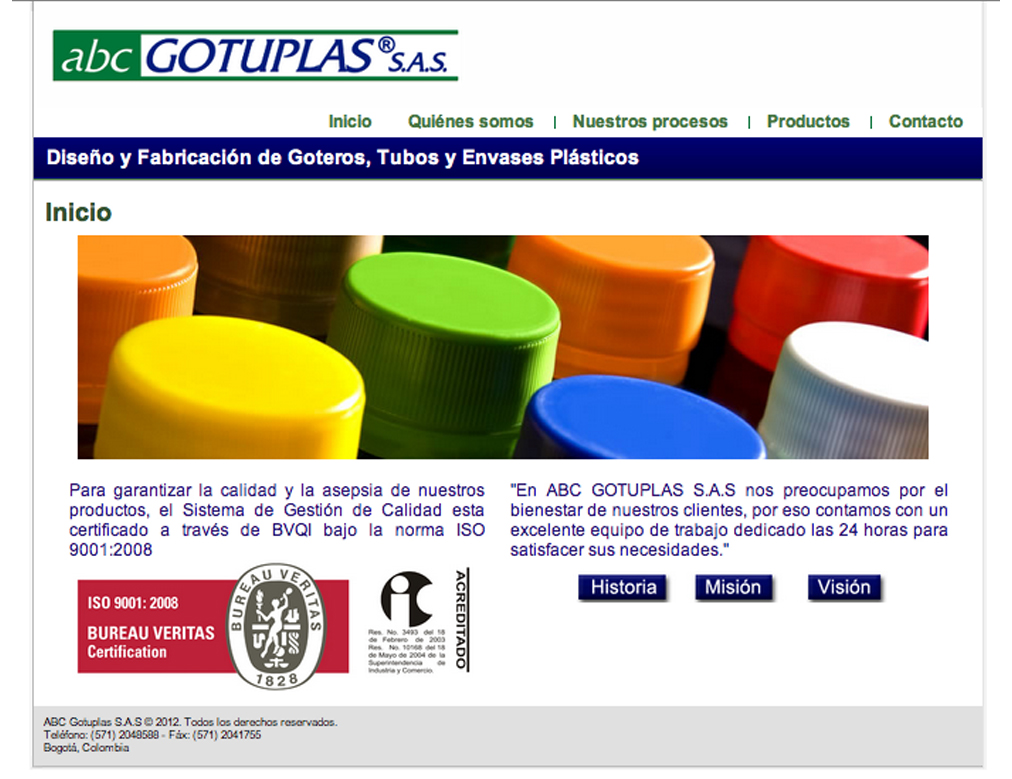 abc GOTUPLAS® S.A.S.
Inicio Quiénes somos | Nuestros procesos | Productos | Contacto
Diseño y Fabricación de Goteros, Tubos y Envases Plásticos
Inicio
Para garantizar la calidad y la asepsia de nuestros
productos, el Sistema de Gestión de Calidad esta
certificado a través de BVQI bajo la norma ISO
9001:2008
ISO 9001: 2008
BUREAU VERITAS
Certification
BUREAU VERITAS
1828
ACREDITADO
Res. No. 3493 del 18
de Febrero de 2003
Res. No. 10168 del 18
de Mayo de 2004 de la
Superintendencia de
Industria y Comercio.
"En ABC GOTUPLAS S.A.S nos preocupamos por el
bienestar de nuestros clientes, por eso contamos con un
excelente equipo de trabajo dedicado las 24 horas para
satisfacer sus necesidades."
Historia Misión Visión
ABC Gotuplas S.A.S © 2012. Todos los derechos reservados.
Teléfono: (571) 2048588 - Fáx: (571) 2041755
Bogotá, Colombia